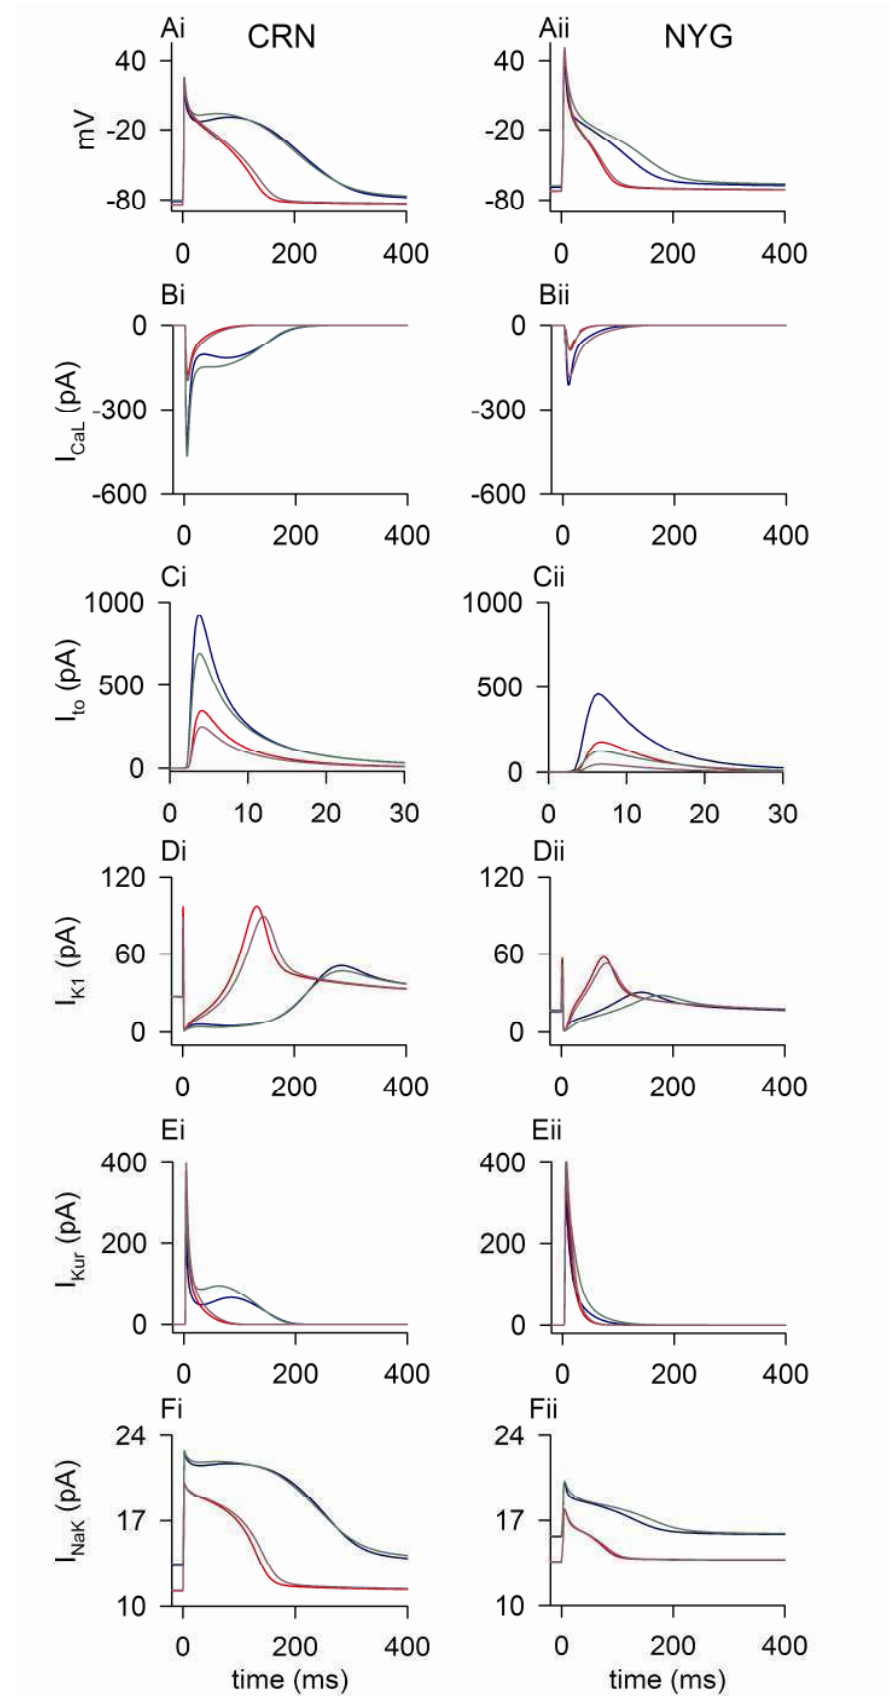 Ai CRN Aii NYG
mV
40
-20
-80
0 200 400
40
-20
-80
0 200 400
Bi Bii
I_CaL (pA)
0
-300
-600
0 200 400
0
-300
-600
0 200 400
Ci Cii
I_to (pA)
1000
500
0
0 10 20 30
1000
500
0
0 10 20 30
Di Dii
I_K1 (pA)
120
60
0
0 200 400
120
60
0
0 200 400
Ei Eii
I_Kur (pA)
400
200
0
0 200 400
400
200
0
0 200 400
Fi Fii
I_NaK (pA)
24
17
10
0 200 400
time (ms)
24
17
10
0 200 400
time (ms)